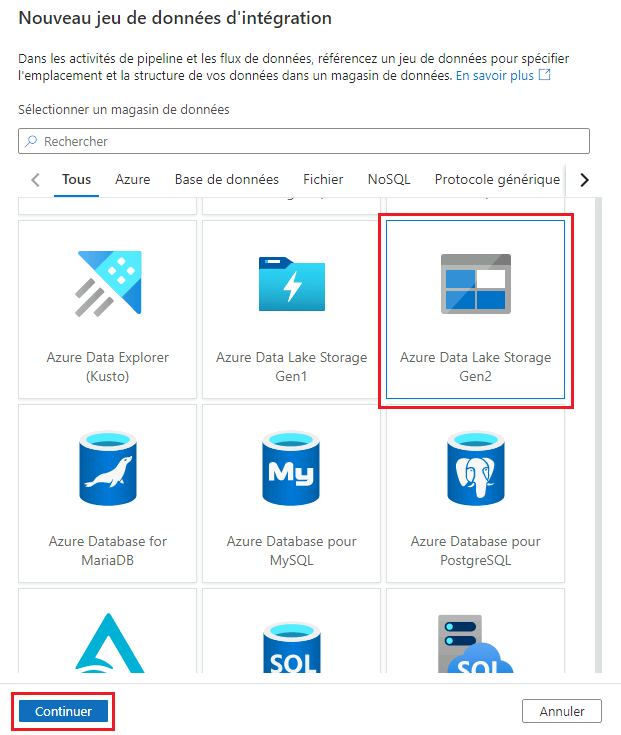 Nouveau jeu de données d'intégration
Dans les activités de pipeline et les flux de données, référencez un jeu de données pour spécifier
l'emplacement et la structure de vos données dans un magasin de données. En savoir plus
Sélectionner un magasin de données
Rechercher
Tous Azure Base de données Fichier NoSQL Protocole générique
Azure Data Explorer
(Kusto)
Azure Data Lake Storage
Gen1
Azure Data Lake Storage
Gen2
My
Azure Database for
MariaDB
Azure Database pour
MySQL
Azure Database pour
PostgreSQL
SQL
SQL
Continuer
Annuler